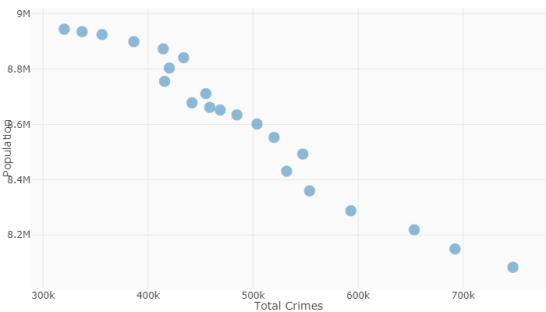 9M
8.8M
8.6M
8.4M
8.2M
Population
300k
400k
500k
600k
700k
Total Crimes